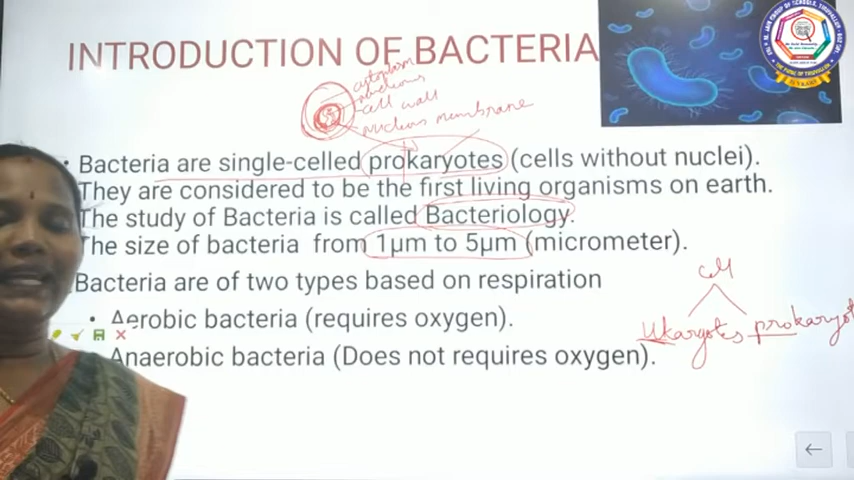 INTRODUCTION OF BACTERIA
cytoplasm
nucleous
cell wall
nucleus membrane
• Bacteria are single-celled prokaryotes (cells without nuclei).
They are considered to be the first living organisms on earth.
The study of Bacteria is called Bacteriology.
The size of bacteria from 1µm to 5µm (micrometer).
Bacteria are of two types based on respiration
• Aerobic bacteria (requires oxygen).
Anaerobic bacteria (Does not requires oxygen).
Cell
Ukaryotes prokaryot